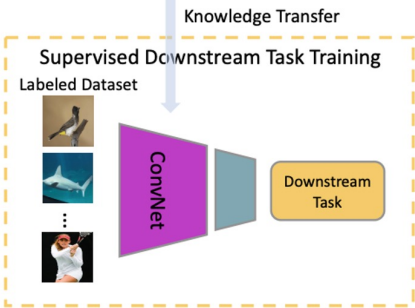 Knowledge Transfer
Supervised Downstream Task Training
Labeled Dataset
ConvNet
Downstream
Task